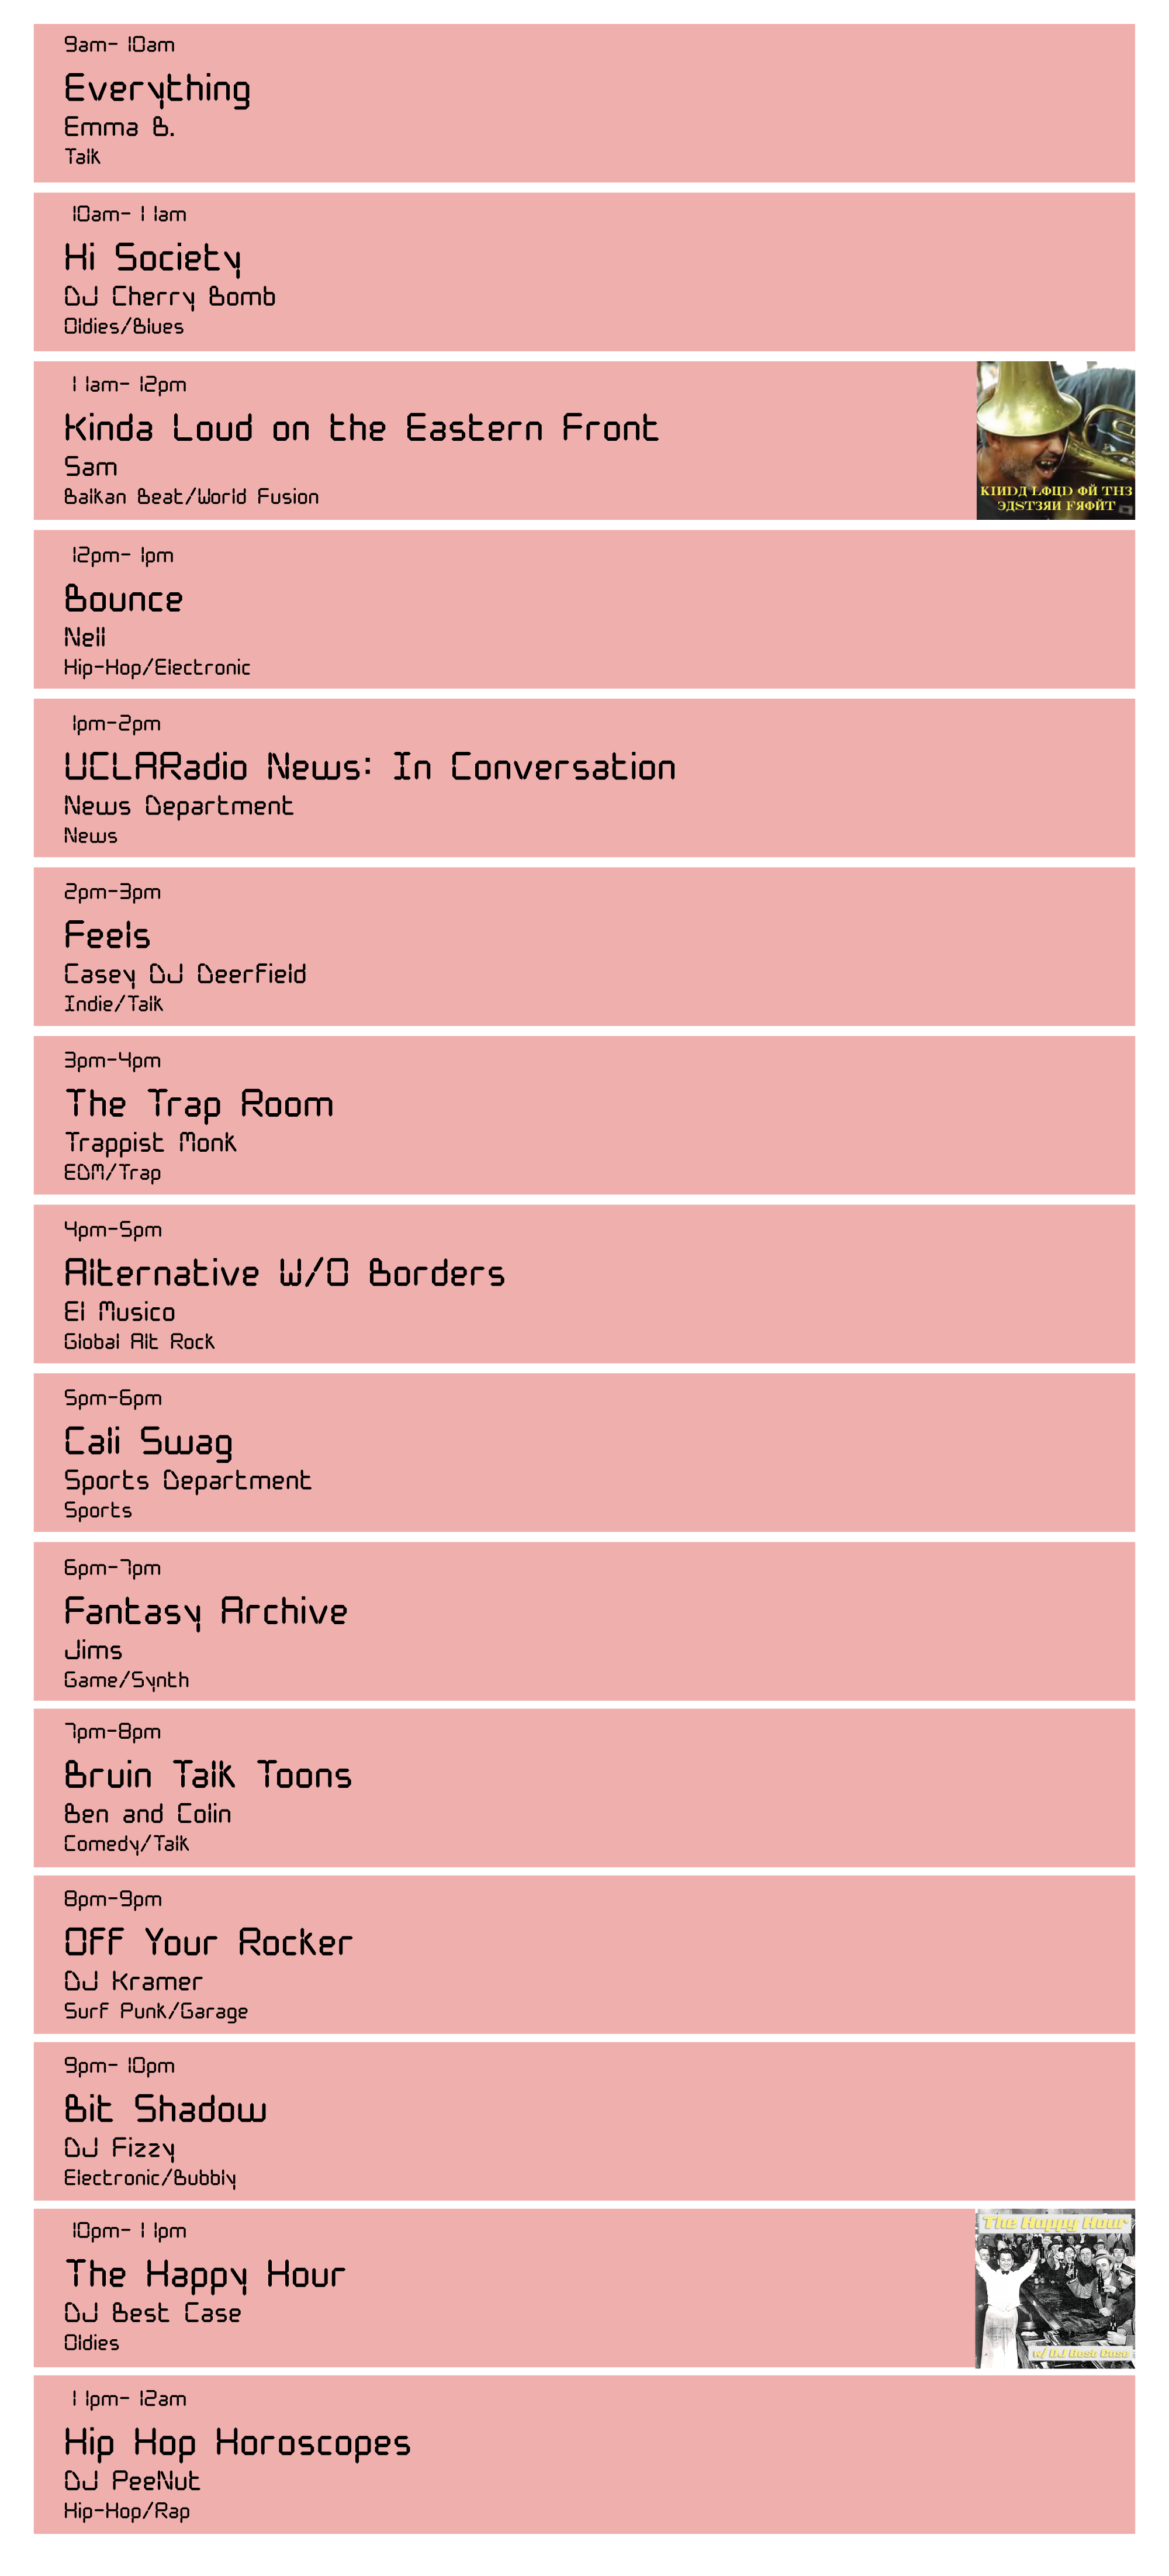 9am-10am
Everything
Emma B.
Talk
10am-11am
Hi Society
DJ Cherry Bomb
Oldies/Blues
11am-12pm
Kinda Loud on the Eastern Front
Sam
Balkan Beat/World Fusion
KIИDД LФЦD ФЙ THЗ
ЭДSTЗЯИ FЯФЙT
12pm-1pm
Bounce
Nell
Hip-Hop/Electronic
1pm-2pm
UCLARadio News: In Conversation
News Department
News
2pm-3pm
Feels
Casey DJ Deerfield
Indie/Talk
3pm-4pm
The Trap Room
Trappist Monk
EDM/Trap
4pm-5pm
Alternative W/O Borders
El Musico
Global Alt Rock
5pm-6pm
Cali Swag
Sports Department
Sports
6pm-7pm
Fantasy Archive
Jims
Game/Synth
7pm-8pm
Bruin Talk Toons
Ben and Colin
Comedy/Talk
8pm-9pm
Off Your Rocker
DJ Kramer
Surf Punk/Garage
9pm-10pm
Bit Shadow
DJ Fizzy
Electronic/Bubbly
10pm-11pm
The Happy Hour
DJ Best Case
Oldies
The Happy Hour
w/ DJ Best Case
11pm-12am
Hip Hop Horoscopes
DJ PeeNut
Hip-Hop/Rap